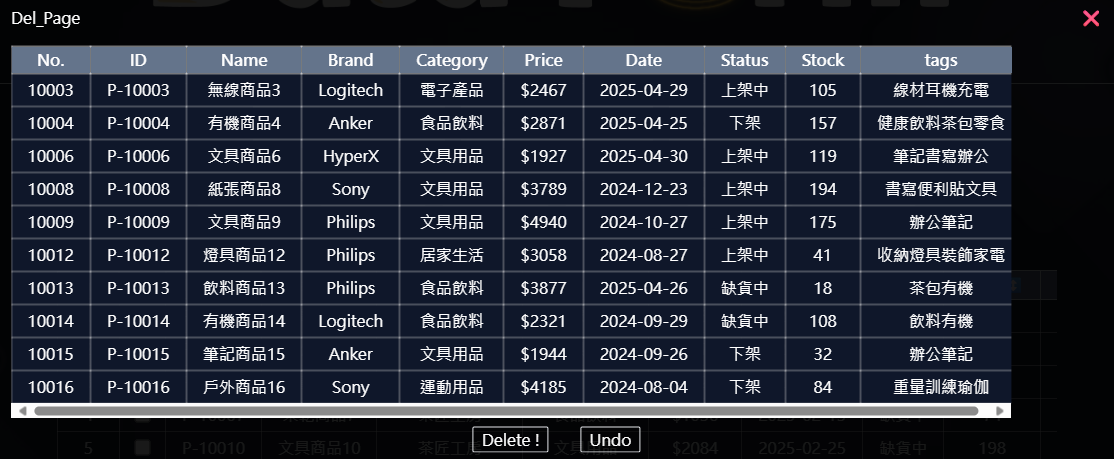 Del_Page
No. ID Name Brand Category Price Date Status Stock tags
10003 P-10003 無線商品3 Logitech 電子產品 $2467 2025-04-29 上架中 105 線材耳機充電
10004 P-10004 有機商品4 Anker 食品飲料 $2871 2025-04-25 下架 157 健康飲料茶包零食
10006 P-10006 文具商品6 HyperX 文具用品 $1927 2025-04-30 上架中 119 筆記書寫辦公
10008 P-10008 紙張商品8 Sony 文具用品 $3789 2024-12-23 上架中 194 書寫便利貼文具
10009 P-10009 文具商品9 Philips 文具用品 $4940 2024-10-27 上架中 175 辦公筆記
10012 P-10012 燈具商品12 Philips 居家生活 $3058 2024-08-27 上架中 41 收納燈具裝飾家電
10013 P-10013 飲料商品13 Philips 食品飲料 $3877 2025-04-26 缺貨中 18 茶包有機
10014 P-10014 有機商品14 Logitech 食品飲料 $2321 2024-09-29 缺貨中 108 飲料有機
10015 P-10015 筆記商品15 Anker 文具用品 $1944 2024-09-26 下架 32 辦公筆記
10016 P-10016 戶外商品16 Sony 運動用品 $4185 2024-08-04 下架 84 重量訓練瑜伽
Delete ! Undo
5 P-10010 文具商品10 茶匠工 文具用品 $2084 2025-02-25 缺貨中 198